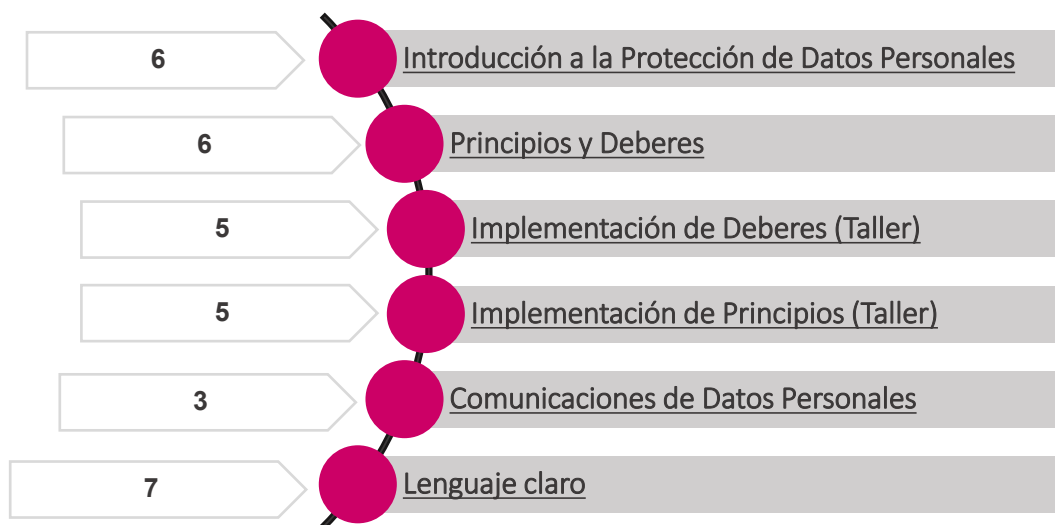 6
Introducción a la Protección de Datos Personales
6
Principios y Deberes
5
Implementación de Deberes (Taller)
5
Implementación de Principios (Taller)
3
Comunicaciones de Datos Personales
7
Lenguaje claro